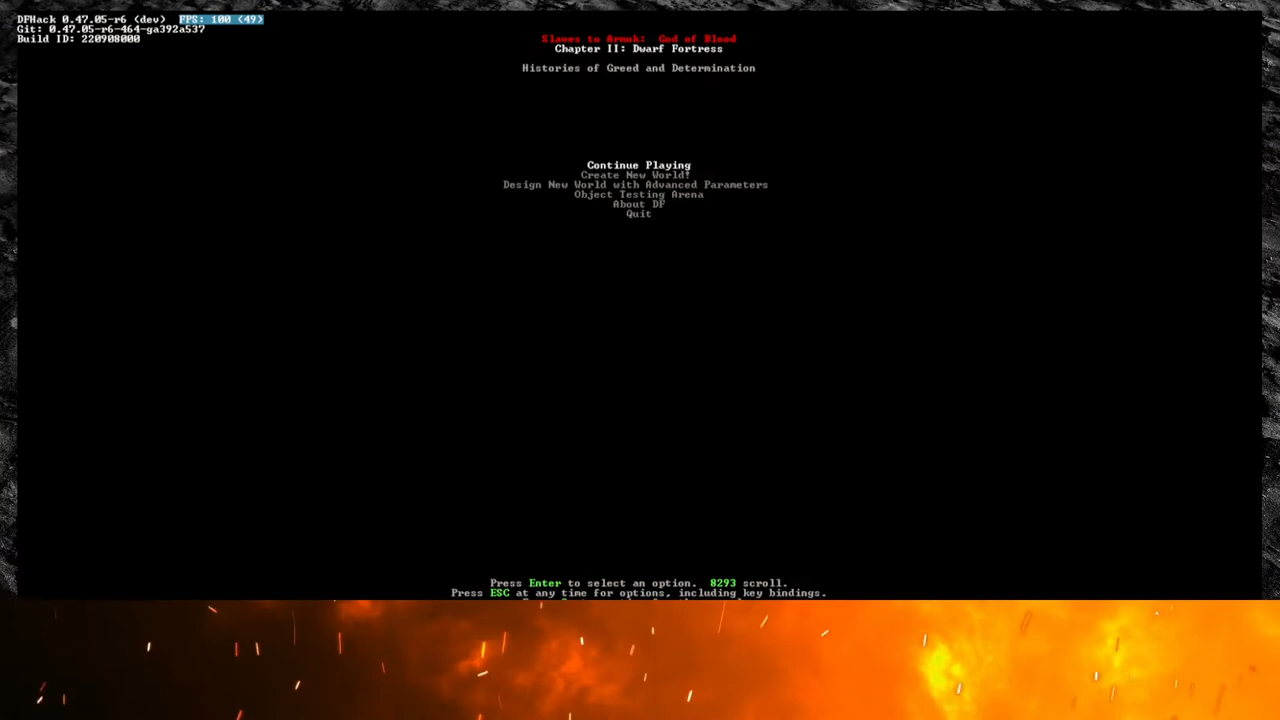 DFHack 0.47.05-r6 (dev)  FPS: 100 (49)
Git: 0.47.05-r6-464-ga392a537
Build ID: 220908000
Slaves to Armok:  God of Blood
Chapter II: Dwarf Fortress
Histories of Greed and Determination
Continue Playing
Create New World!
Design New World with Advanced Parameters
Object Testing Arena
About DF
Quit
Press Enter to select an option.  8293 scroll.
Press ESC at any time for options, including key bindings.